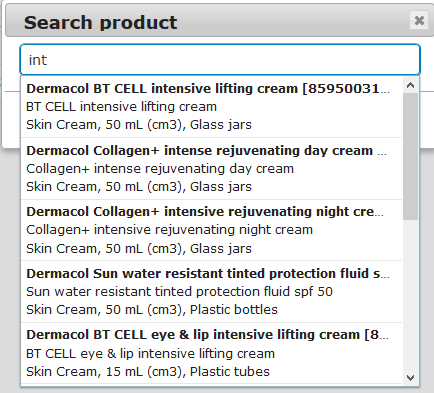 Search product
int
Dermacol BT CELL intensive lifting cream [85950031...
BT CELL intensive lifting cream
Skin Cream, 50 mL (cm3), Glass jars
Dermacol Collagen+ intense rejuvenating day cream ...
Collagen+ intense rejuvenating day cream
Skin Cream, 50 mL (cm3), Glass jars
Dermacol Collagen+ intensive rejuvenating night cre...
Collagen+ intensive rejuvenating night cream
Skin Cream, 50 mL (cm3), Glass jars
Dermacol Sun water resistant tinted protection fluid s...
Sun water resistant tinted protection fluid spf 50
Skin Cream, 50 mL (cm3), Plastic bottles
Dermacol BT CELL eye & lip intensive lifting cream [8...
BT CELL eye & lip intensive lifting cream
Skin Cream, 15 mL (cm3), Plastic tubes